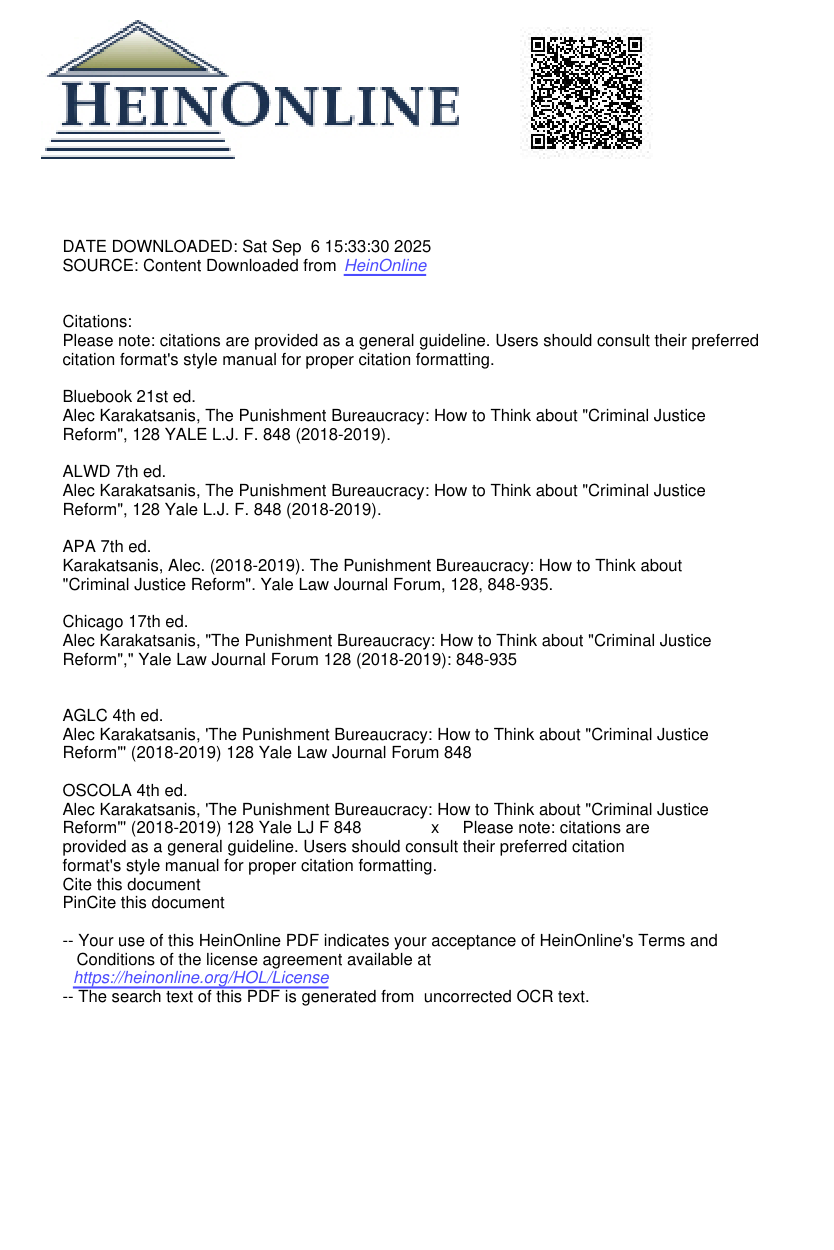 HEINONLINE
DATE DOWNLOADED: Sat Sep  6 15:33:30 2025
SOURCE: Content Downloaded from HeinOnline
Citations:
Please note: citations are provided as a general guideline. Users should consult their preferred
citation format's style manual for proper citation formatting.
Bluebook 21st ed.
Alec Karakatsanis, The Punishment Bureaucracy: How to Think about "Criminal Justice
Reform", 128 YALE L.J. F. 848 (2018-2019).
ALWD 7th ed.
Alec Karakatsanis, The Punishment Bureaucracy: How to Think about "Criminal Justice
Reform", 128 Yale L.J. F. 848 (2018-2019).
APA 7th ed.
Karakatsanis, Alec. (2018-2019). The Punishment Bureaucracy: How to Think about
"Criminal Justice Reform". Yale Law Journal Forum, 128, 848-935.
Chicago 17th ed.
Alec Karakatsanis, "The Punishment Bureaucracy: How to Think about "Criminal Justice
Reform"," Yale Law Journal Forum 128 (2018-2019): 848-935
AGLC 4th ed.
Alec Karakatsanis, 'The Punishment Bureaucracy: How to Think about "Criminal Justice
Reform"' (2018-2019) 128 Yale Law Journal Forum 848
OSCOLA 4th ed.
Alec Karakatsanis, 'The Punishment Bureaucracy: How to Think about "Criminal Justice
Reform"' (2018-2019) 128 Yale LJ F 848 x Please note: citations are
provided as a general guideline. Users should consult their preferred citation
format's style manual for proper citation formatting.
Cite this document
PinCite this document
-- Your use of this HeinOnline PDF indicates your acceptance of HeinOnline's Terms and
Conditions of the license agreement available at
https://heinonline.org/HOL/License
-- The search text of this PDF is generated from  uncorrected OCR text.